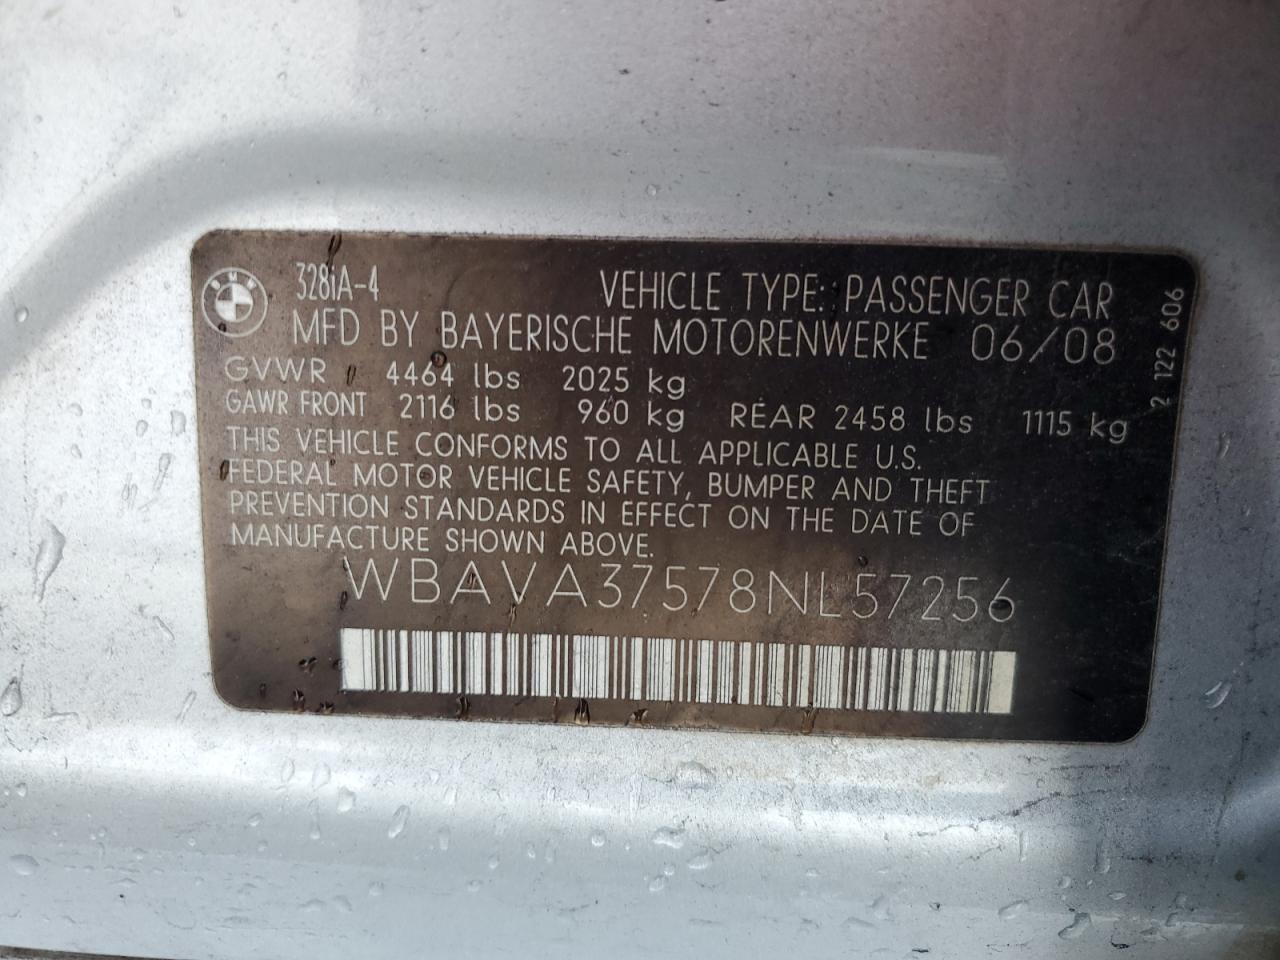 328iA-4 VEHICLE TYPE: PASSENGER CAR
MFD BY BAYERISCHE MOTORENWERKE 06/08
GVWR 4464 lbs 2025 kg
GAWR FRONT 2116 lbs 960 kg REAR 2458 lbs 1115 kg
THIS VEHICLE CONFORMS TO ALL APPLICABLE U.S.
FEDERAL MOTOR VEHICLE SAFETY, BUMPER AND THEFT
PREVENTION STANDARDS IN EFFECT ON THE DATE OF
MANUFACTURE SHOWN ABOVE.
WBAVA37578NL57256
2 122 606
BMW